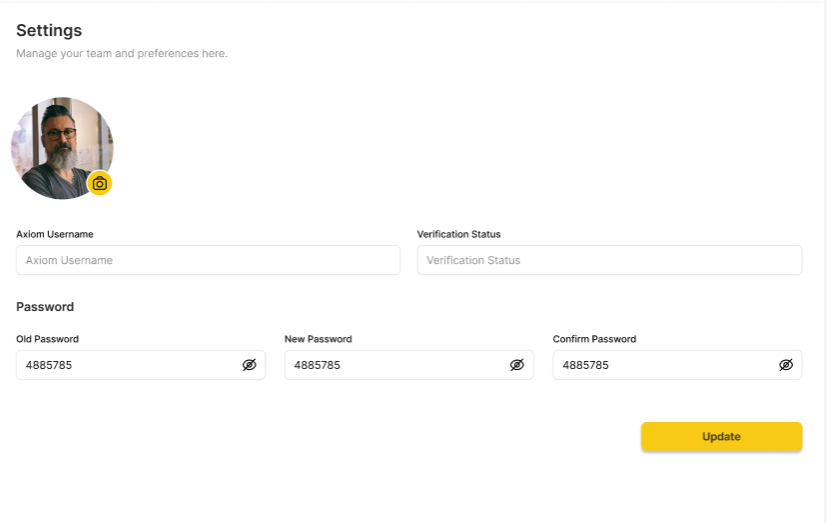 Settings
Manage your team and preferences here.
Axiom Username
Verification Status
Axiom Username
Verification Status
Password
Old Password
New Password
Confirm Password
4885785
4885785
4885785
Update